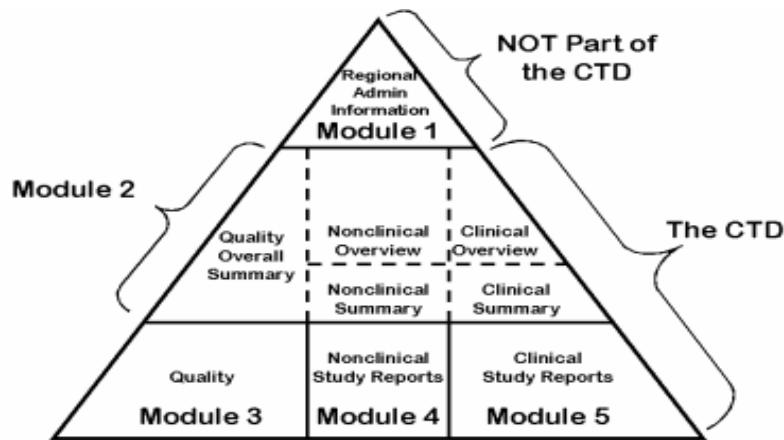 NOT Part of
the CTD
Regional
Admin
Information
Module 1
Module 2
The CTD
Quality
Overall
Summary
Nonclinical
Overview
Clinical
Overview
Nonclinical
Summary
Clinical
Summary
Quality
Module 3
Nonclinical
Study Reports
Module 4
Clinical
Study Reports
Module 5